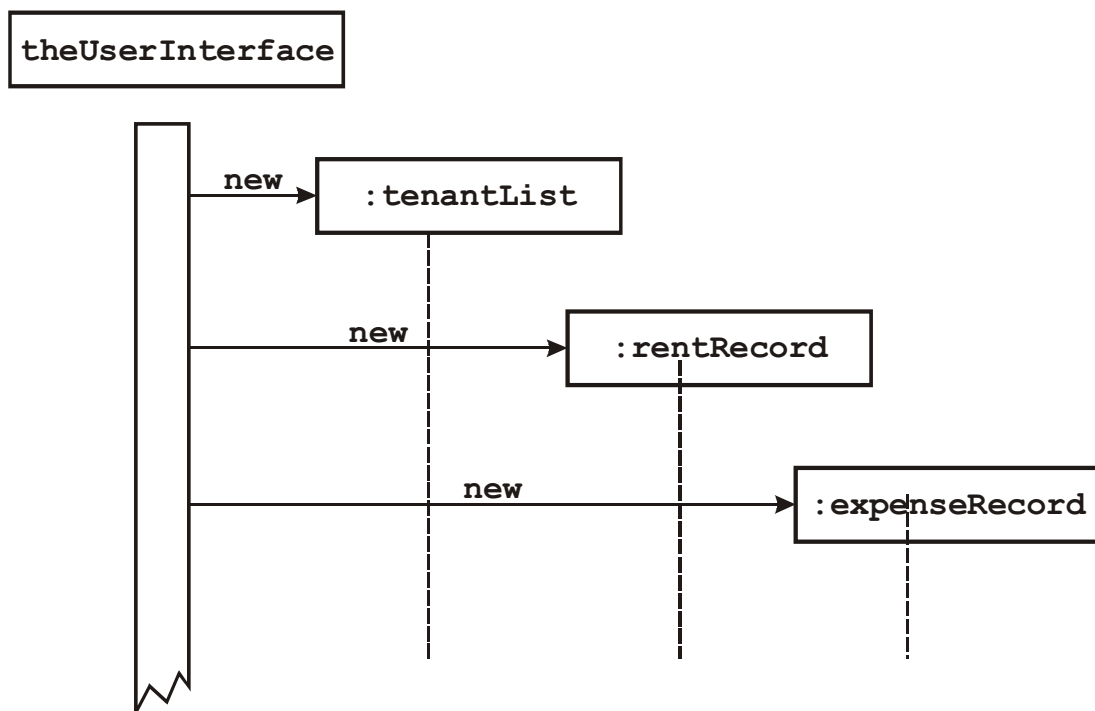 theUserInterface
new
:tenantList
new
:rentRecord
new
:expenseRecord